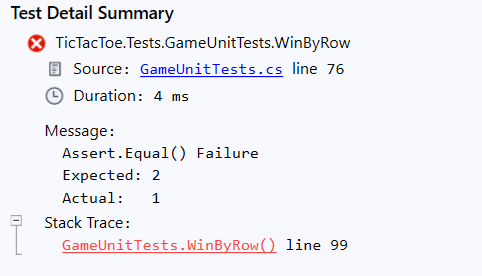 Test Detail Summary
TicTacToe.Tests.GameUnitTests.WinByRow
Source: GameUnitTests.cs line 76
Duration: 4 ms
Message:
Assert.Equal() Failure
Expected: 2
Actual:   1
Stack Trace:
GameUnitTests.WinByRow() line 99